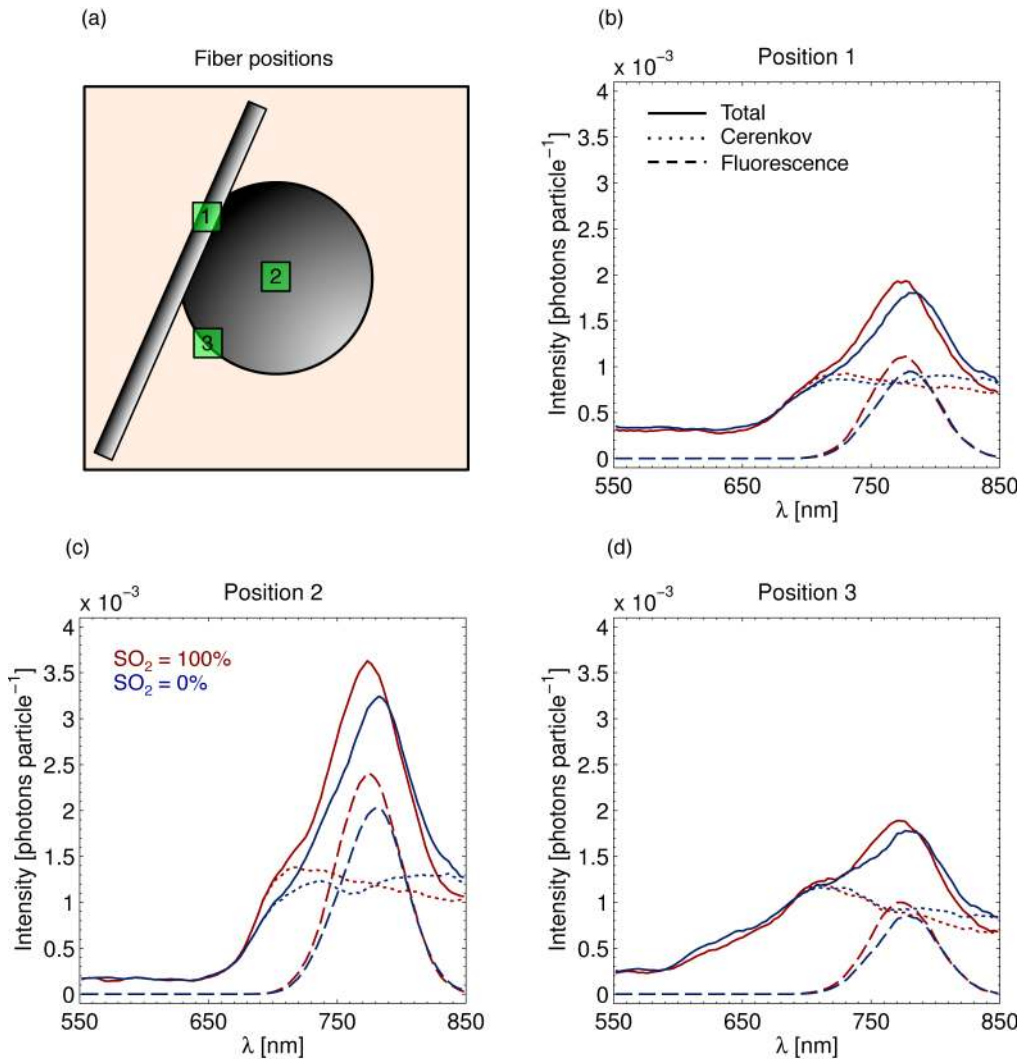 (a)
Fiber positions
1
2
3
(b)
Position 1
x 10⁻³
Total
Cerenkov
Fluorescence
4
3.5
3
2.5
2
1.5
1
0.5
0
Intensity [photons particle⁻¹]
550 650 750 850
λ [nm]
(c)
Position 2
x 10⁻³
SO₂ = 100%
SO₂ = 0%
4
3.5
3
2.5
2
1.5
1
0.5
0
Intensity [photons particle⁻¹]
550 650 750 850
λ [nm]
(d)
Position 3
x 10⁻³
4
3.5
3
2.5
2
1.5
1
0.5
0
Intensity [photons particle⁻¹]
550 650 750 850
λ [nm]